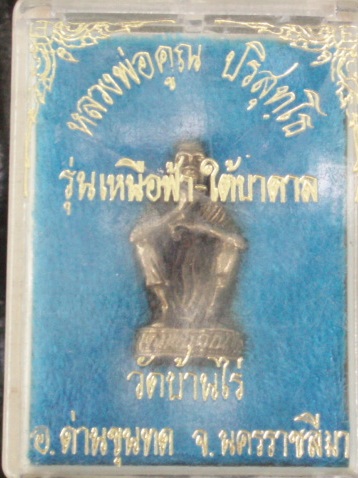 หลวงพ่อคูณ ปริสุทฺโธ
รุ่นเหนือฟ้า-ใต้บาดาล
วัดบ้านไร่
อ.ด่านขุนทด จ.นครราชสีมา